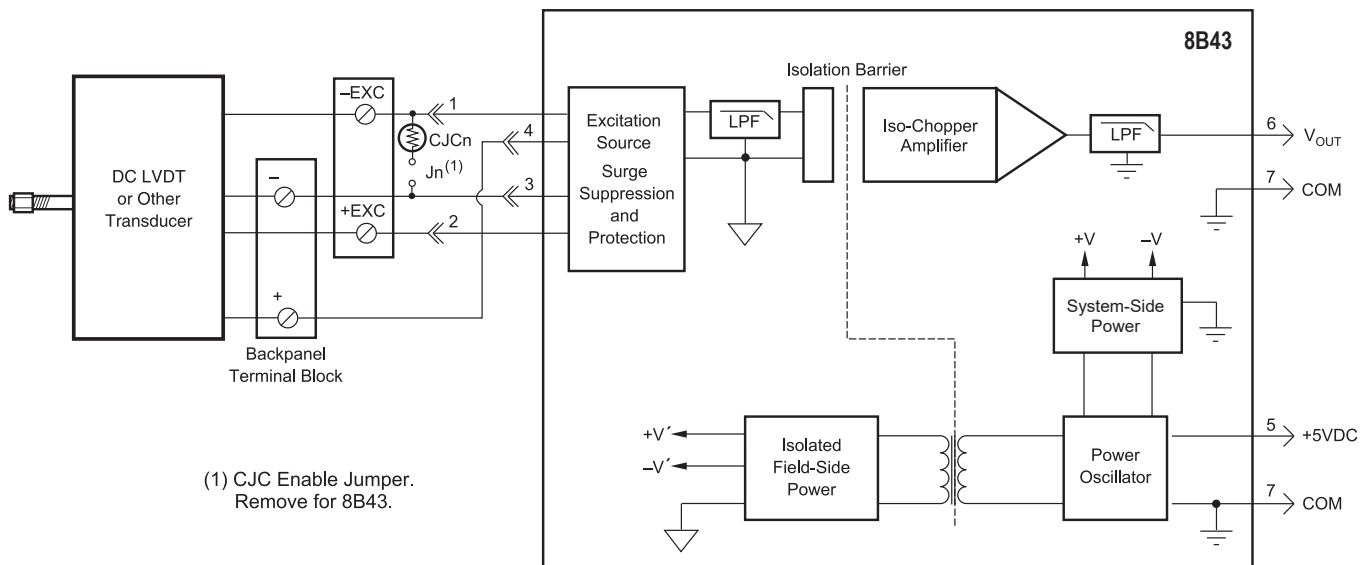 8B43
Isolation Barrier
–EXC
1
4
CJCn
Jn(1)
3
+EXC
2
–
+
DC LVDT
or Other
Transducer
Backpanel
Terminal Block
Excitation
Source
Surge
Suppression
and
Protection
LPF
Iso-Chopper
Amplifier
LPF
6
VOUT
7
COM
+V
–V
System-Side
Power
+V´
–V´
Isolated
Field-Side
Power
Power
Oscillator
5
+5VDC
7
COM
(1) CJC Enable Jumper.
Remove for 8B43.